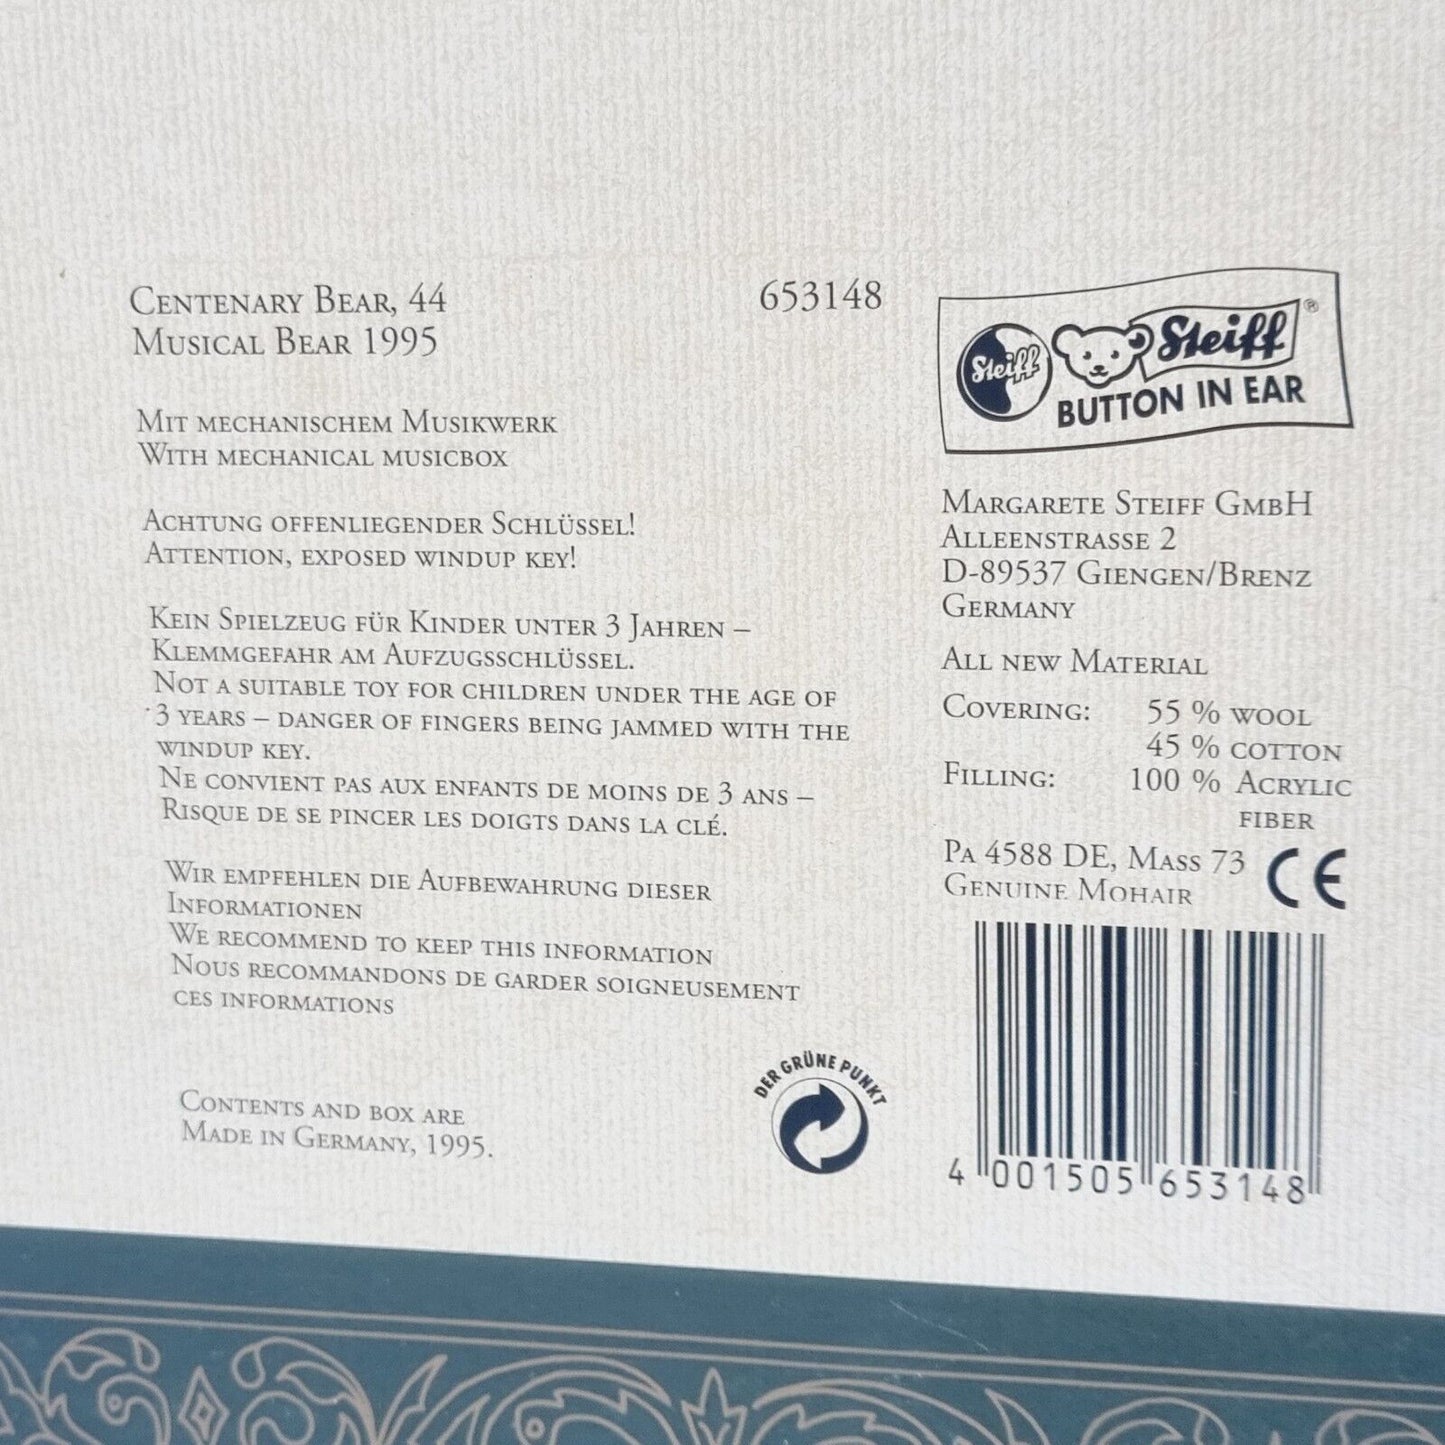 Centenary Bear, 44
Musical Bear 1995
653148
Mit mechanischem Musikwerk
With mechanical musicbox
Achtung offenliegender Schlüssel!
Attention, exposed windup key!
Kein Spielzeug für Kinder unter 3 Jahren –
Klemmgefahr am Aufzugsschlüssel.
Not a suitable toy for children under the age of
3 years – danger of fingers being jammed with the
windup key.
Ne convient pas aux enfants de moins de 3 ans –
Risque de se pincer les doigts dans la clé.
Wir empfehlen die Aufbewahrung dieser
Informationen
We recommend to keep this information
Nous recommandons de garder soigneusement
ces informations
Contents and box are
Made in Germany, 1995.
DER GRÜNE PUNKT
Steiff
Steiff®
BUTTON IN EAR
Margarete Steiff GmbH
Alleenstrasse 2
D-89537 Giengen/Brenz
Germany
All new Material
Covering: 55 % wool
45 % cotton
Filling: 100 % Acrylic
fiber
Pa 4588 DE, Mass 73
Genuine Mohair
CE
4 001505 653148